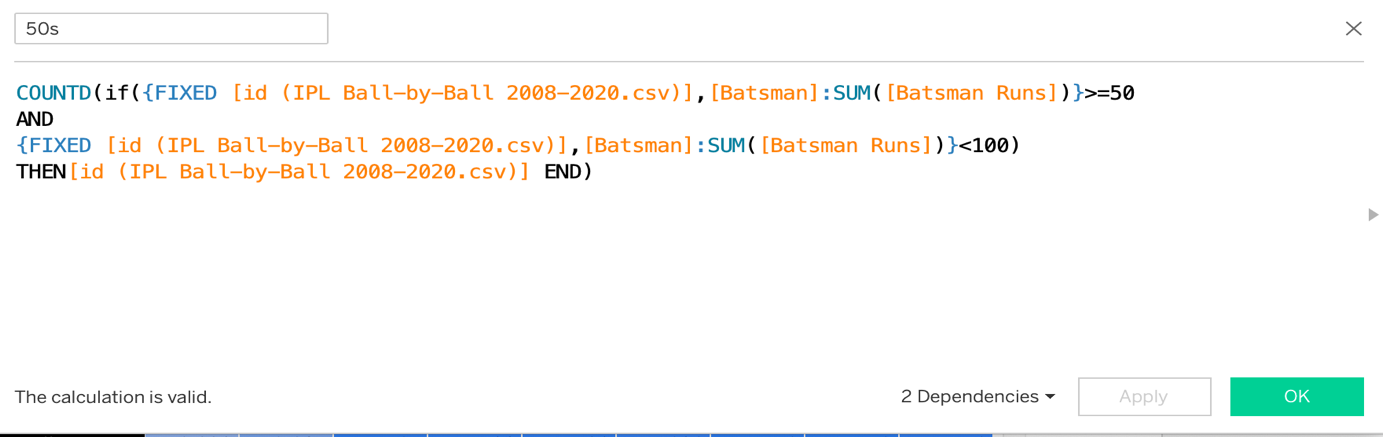 50s
COUNTD(if({FIXED [id (IPL Ball-by-Ball 2008-2020.csv)],[Batsman]:SUM([Batsman Runs])}>=50
AND
{FIXED [id (IPL Ball-by-Ball 2008-2020.csv)],[Batsman]:SUM([Batsman Runs])}<100)
THEN[id (IPL Ball-by-Ball 2008-2020.csv)] END)
The calculation is valid.
2 Dependencies
Apply
OK